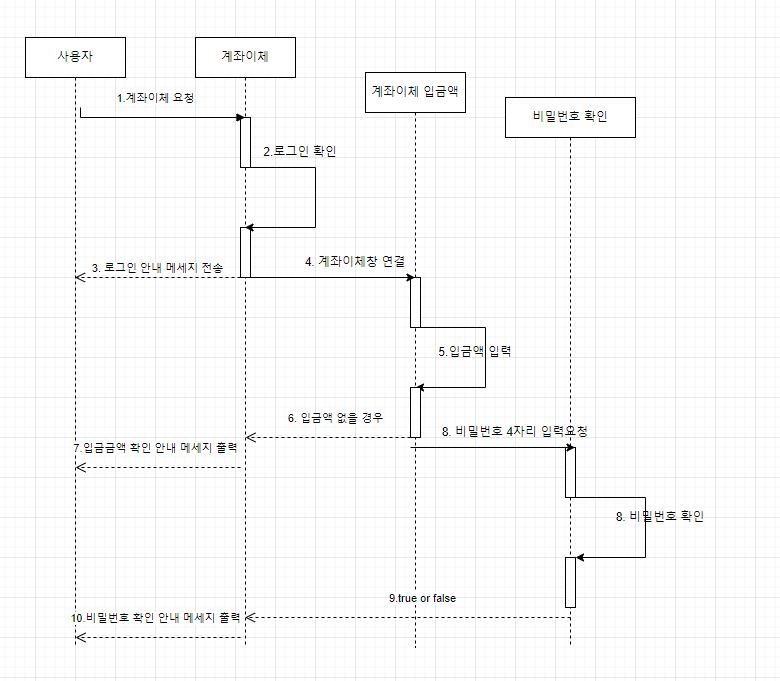 사용자
계좌이체
계좌이체 입금액
비밀번호 확인
1.계좌이체 요청
2.로그인 확인
3. 로그인 안내 메세지 전송
4. 계좌이체창 연결
5.입금액 입력
6. 입금액 없을 경우
7.입금금액 확인 안내 메세지 출력
8. 비밀번호 4자리 입력요청
8. 비밀번호 확인
9.true or false
10.비밀번호 확인 안내 메세지 출력